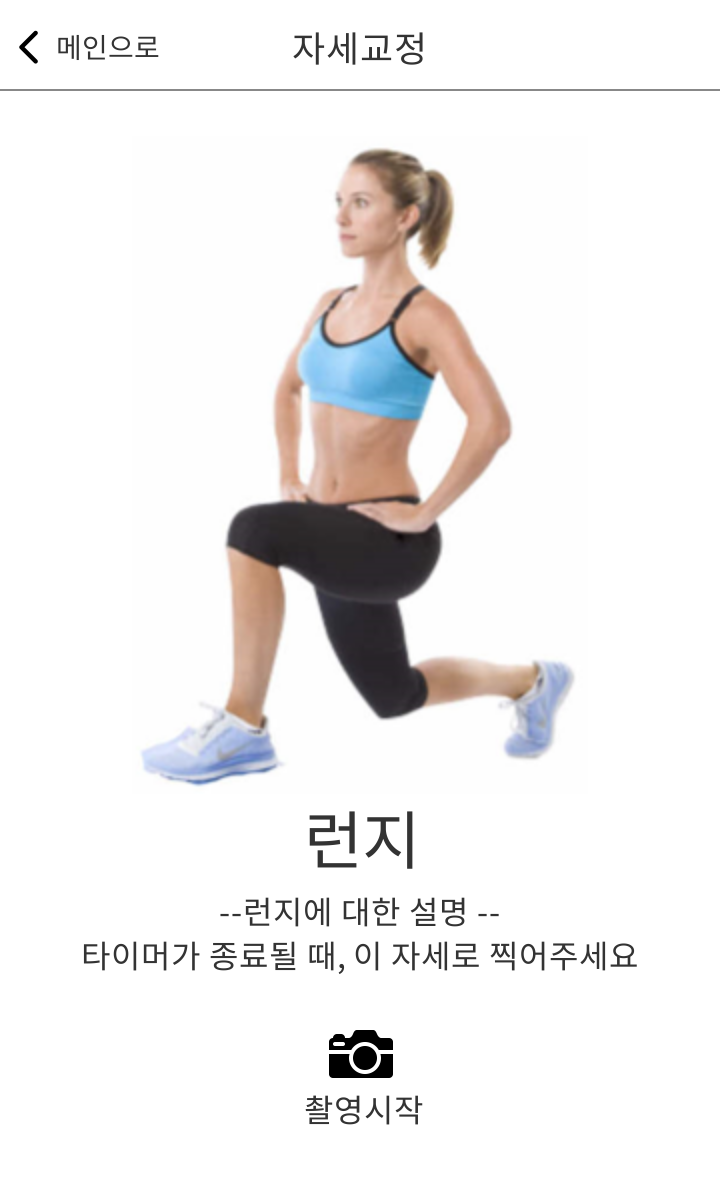 메인으로
자세교정
런지
--런지에 대한 설명 --
타이머가 종료될 때, 이 자세로 찍어주세요
촬영시작